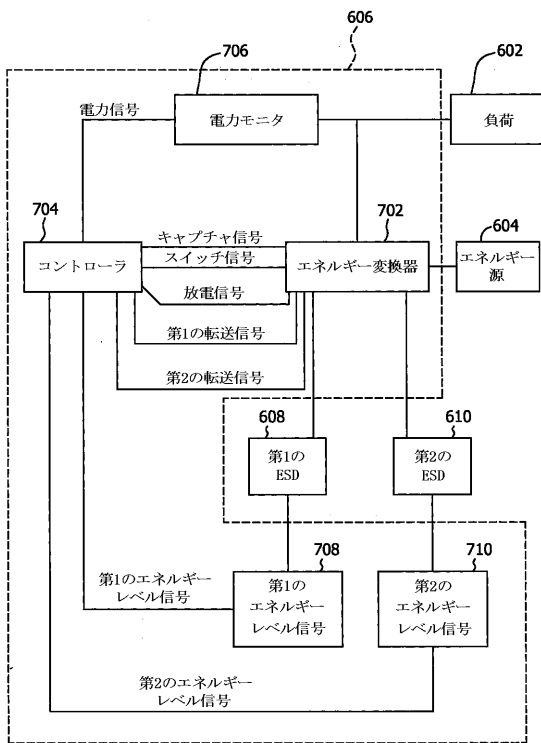 606
706
602
電力信号
電力モニタ
負荷
704
702
604
キャプチャ信号
コントローラ
スイッチ信号
エネルギー変換器
エネルギー
源
放電信号
第1の転送信号
第2の転送信号
608
610
第1の
ESD
第2の
ESD
708
710
第1のエネルギー
レベル信号
第1の
エネルギー
レベル信号
第2の
エネルギー
レベル信号
第2のエネルギー
レベル信号